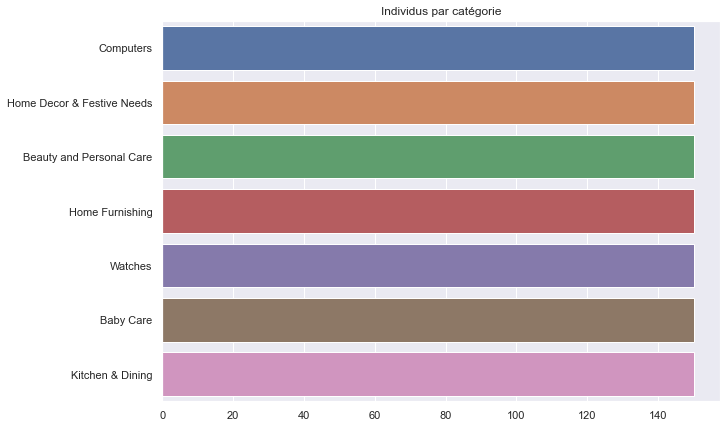 Individus par catégorie
Computers
Home Decor & Festive Needs
Beauty and Personal Care
Home Furnishing
Watches
Baby Care
Kitchen & Dining
0 20 40 60 80 100 120 140